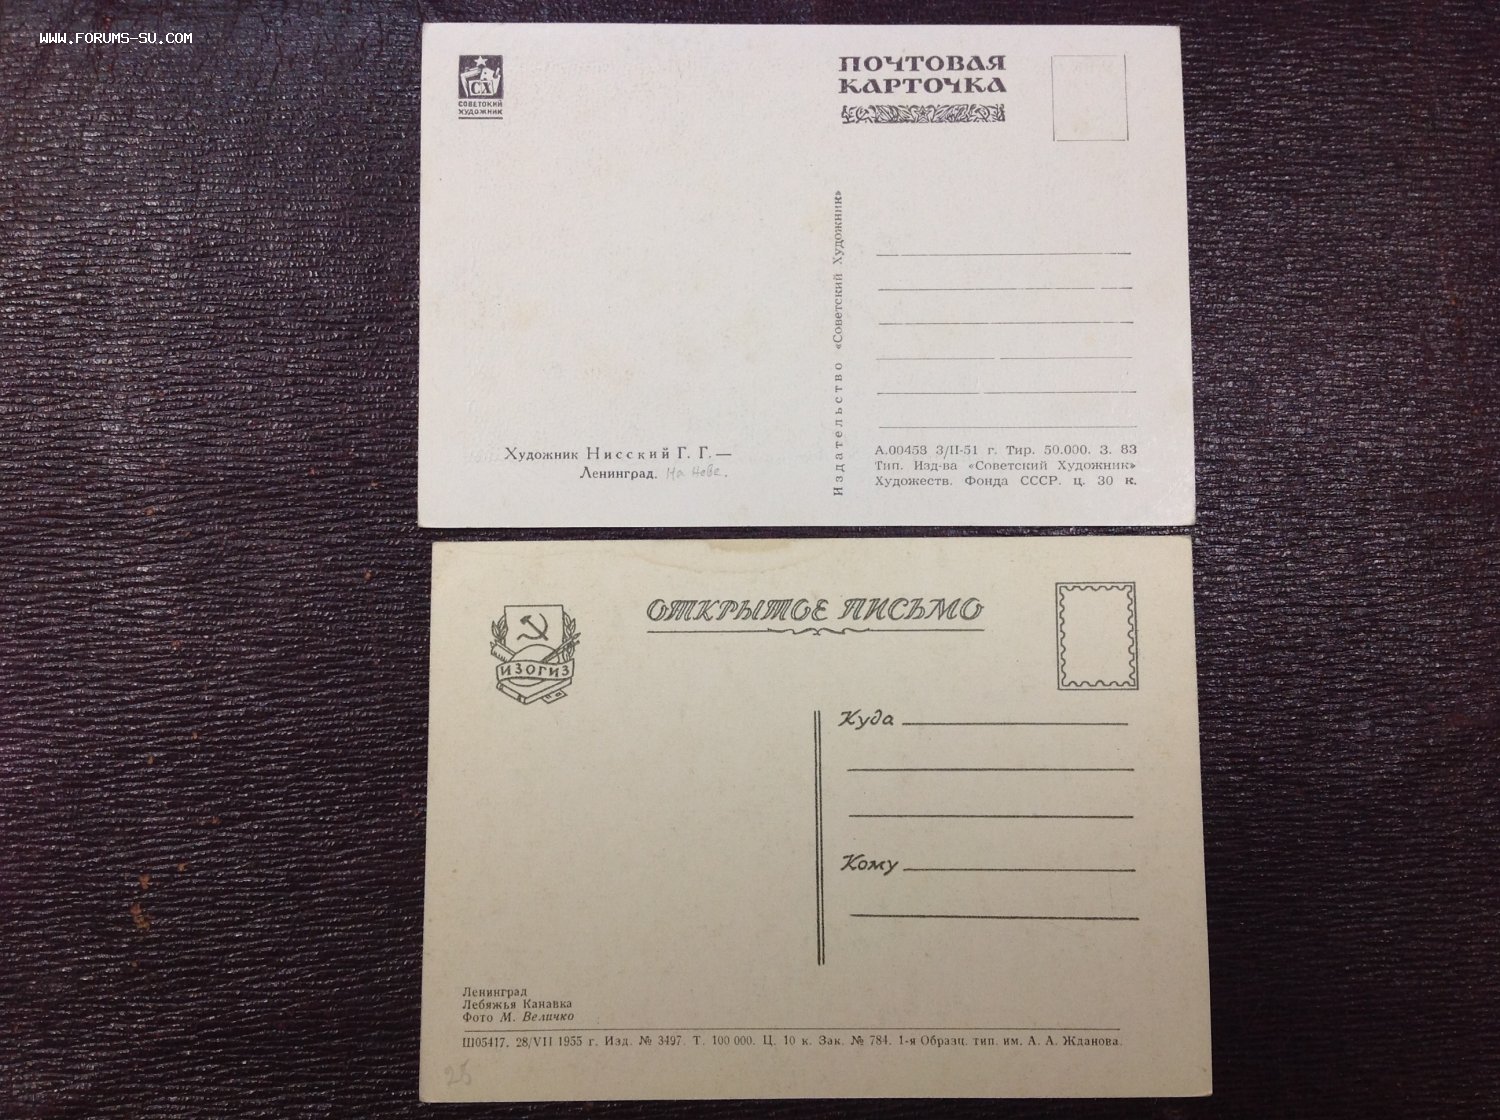 WWW.FORUMS-SU.COM
СХ
СОВЕТСКИЙ
ХУДОЖНИК
ПОЧТОВАЯ
КАРТОЧКА
Издательство «Советский Художник»
Художник Нисский Г. Г.—
Ленинград. На Неве.
А.00453 3/II-51 г. Тир. 50.000. З. 83
Тип. Изд-ва «Советский Художник»
Художеств. Фонда СССР. ц. 30 к.
ОТКРЫТОЕ ПИСЬМО
ИЗОГИЗ
Куда
Кому
Ленинград
Лебяжья Канавка
Фото М. Величко
Ш05417. 28/VII 1955 г. Изд. № 3497. Т. 100 000. Ц. 10 к. Зак. № 784. 1-я Образц. тип. им. А. А. Жданова.
25